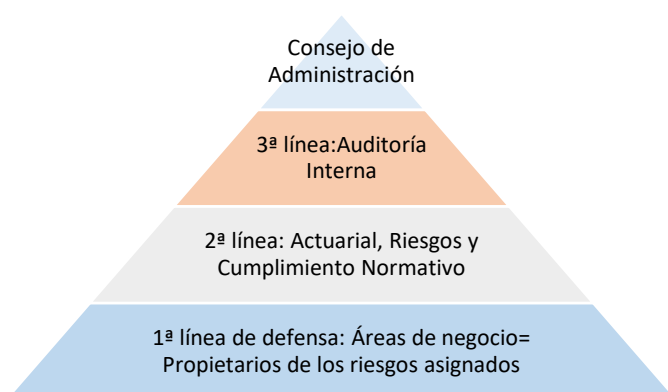 Consejo de
Administración
3ª línea:Auditoría
Interna
2ª línea: Actuarial, Riesgos y
Cumplimiento Normativo
1ª línea de defensa: Áreas de negocio=
Propietarios de los riesgos asignados